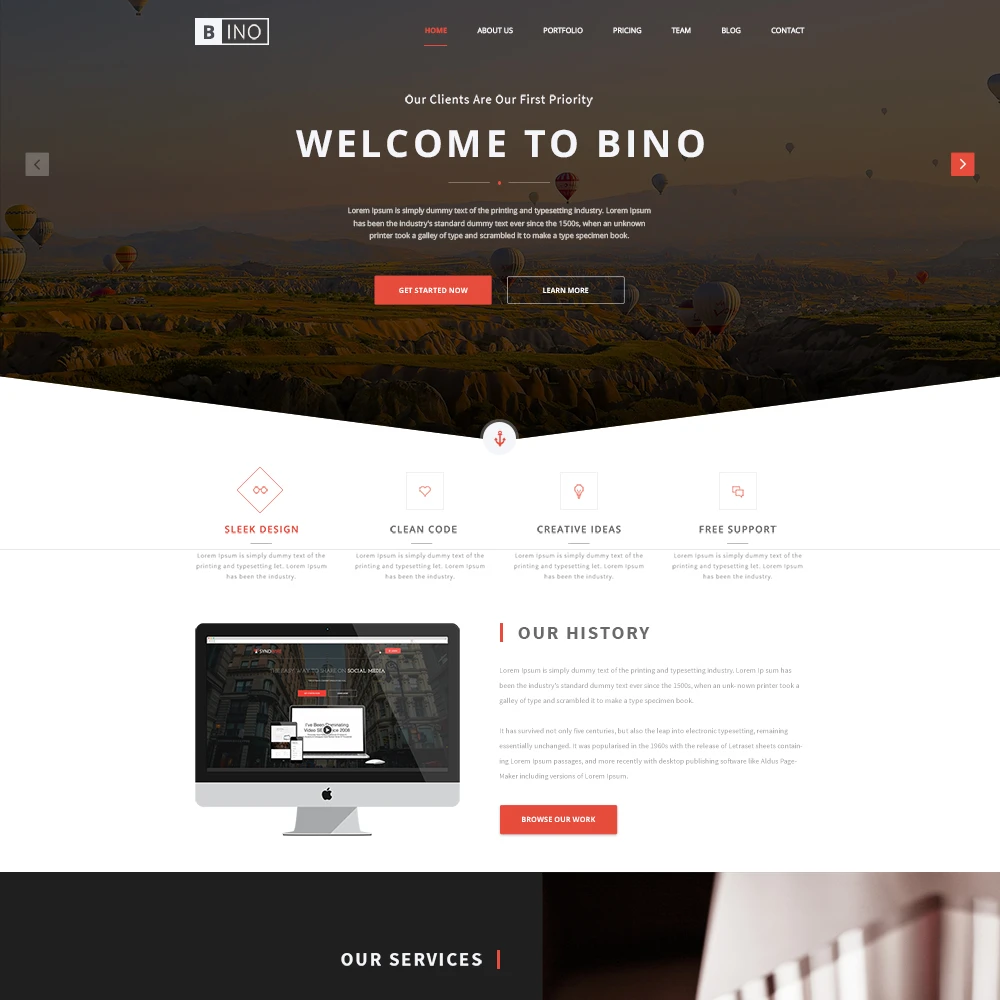 B INO
HOME ABOUT US PORTFOLIO PRICING TEAM BLOG CONTACT
Our Clients Are Our First Priority
WELCOME TO BINO
Lorem Ipsum is simply dummy text of the printing and typesetting industry. Lorem Ipsum
has been the industry's standard dummy text ever since the 1500s, when an unknown
printer took a galley of type and scrambled it to make a type specimen book.
GET STARTED NOW LEARN MORE
SLEEK DESIGN
Lorem Ipsum is simply dummy text of the
printing and typesetting let. Lorem Ipsum
has been the industry.
CLEAN CODE
Lorem Ipsum is simply dummy text of the
printing and typesetting let. Lorem Ipsum
has been the industry.
CREATIVE IDEAS
Lorem Ipsum is simply dummy text of the
printing and typesetting let. Lorem Ipsum
has been the industry.
FREE SUPPORT
Lorem Ipsum is simply dummy text of the
printing and typesetting let. Lorem Ipsum
has been the industry.
THE EASY WAY TO SHARE ON SOCIAL MEDIA
I've Been Dominating
Video SE ce 2008
OUR HISTORY
Lorem Ipsum is simply dummy text of the printing and typesetting industry. Lorem Ip sum has
been the industry's standard dummy text ever since the 1500s, when an unk- nown printer took a
galley of type and scrambled it to make a type specimen book.
It has survived not only five centuries, but also the leap into electronic typesetting, remaining
essentially unchanged. It was popularised in the 1960s with the release of Letraset sheets contain-
ing Lorem Ipsum passages, and more recently with desktop publishing software like Aldus Page-
Maker including versions of Lorem Ipsum.
BROWSE OUR WORK
OUR SERVICES